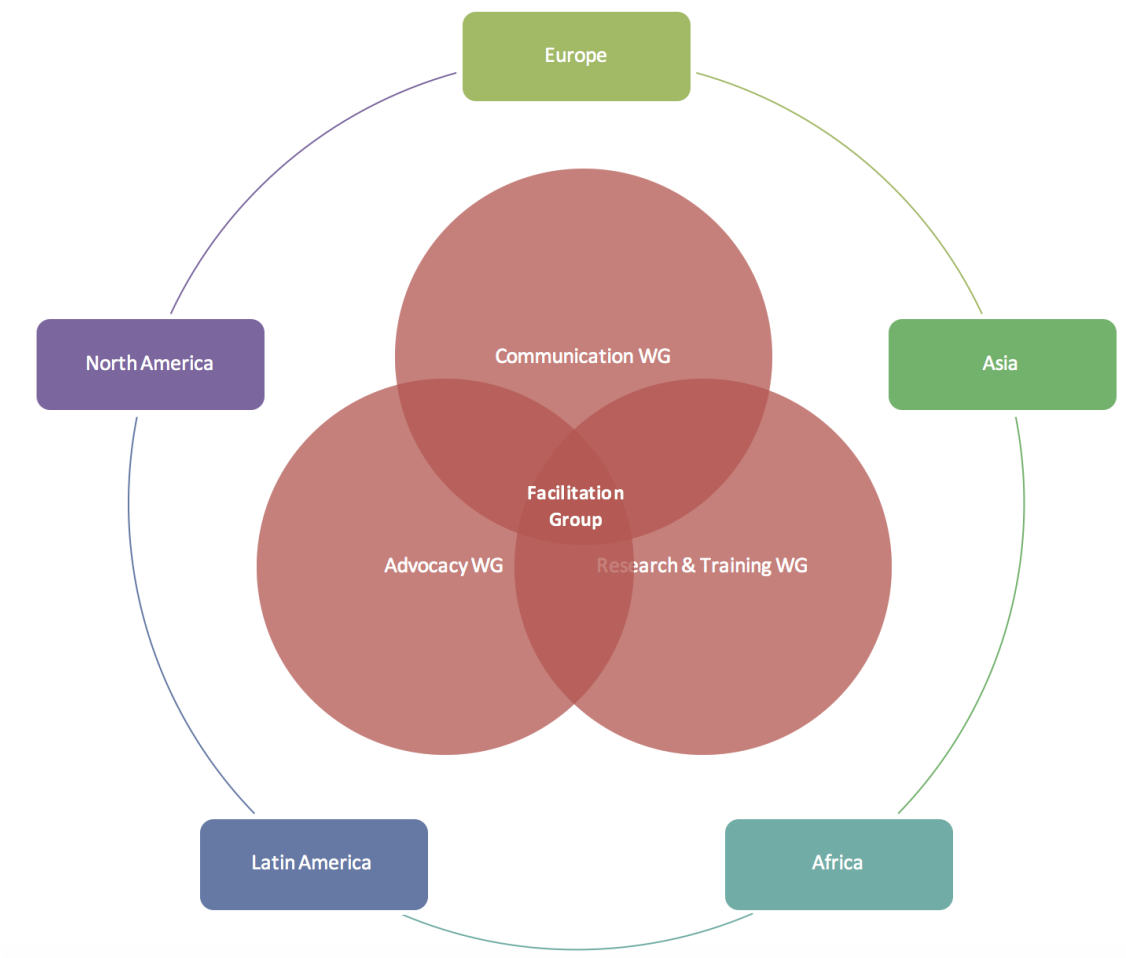 Europe
North America
Asia
Communication WG
Facilitation
Group
Advocacy WG
Research & Training WG
Latin America
Africa